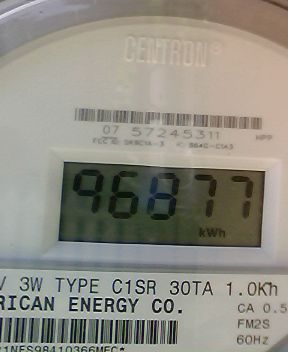 CENTRON®
07 57245311
96877
kWh
V 3W TYPE C1SR 30TA 1.0Kh
RICAN ENERGY CO.
CA 0.5
FM2S
60Hz